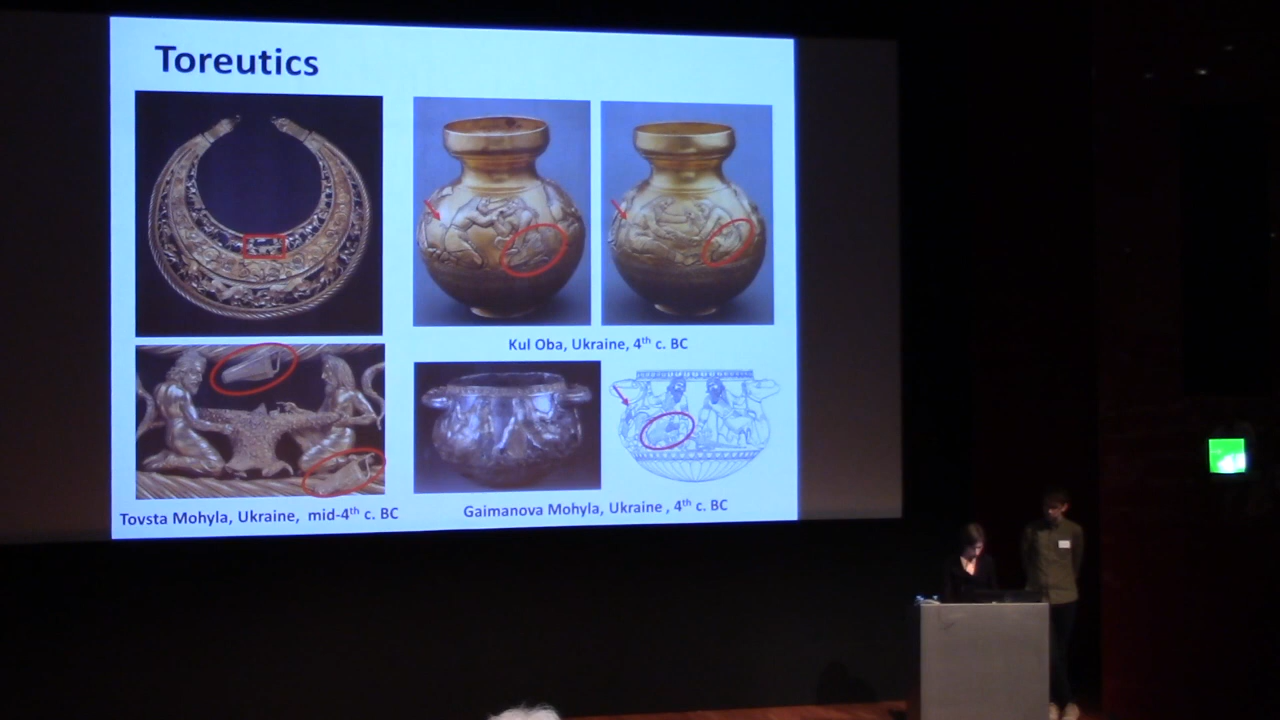 Toreutics
Kul Oba, Ukraine, 4th c. BC
Tovsta Mohyla, Ukraine, mid-4th c. BC
Gaimanova Mohyla, Ukraine , 4th c. BC